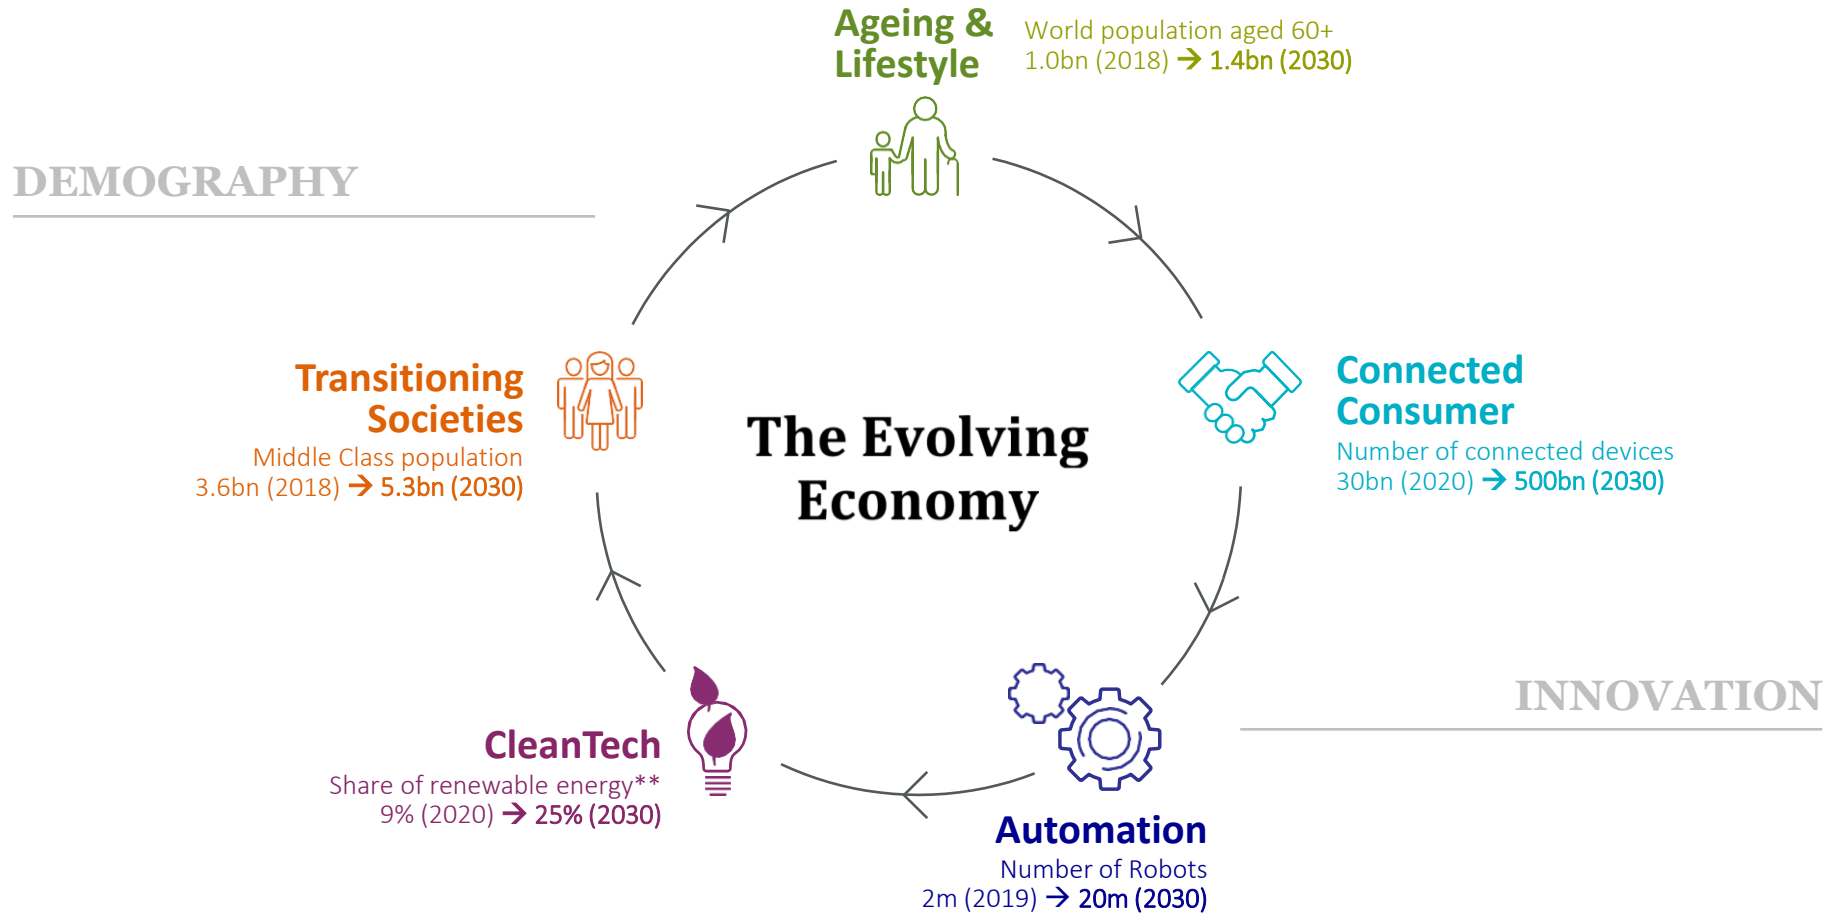 Ageing &
Lifestyle
World population aged 60+
1.0bn (2018) → 1.4bn (2030)
DEMOGRAPHY
Transitioning
Societies
Middle Class population
3.6bn (2018) → 5.3bn (2030)
The Evolving
Economy
Connected
Consumer
Number of connected devices
30bn (2020) → 500bn (2030)
INNOVATION
CleanTech
Share of renewable energy**
9% (2020) → 25% (2030)
Automation
Number of Robots
2m (2019) → 20m (2030)